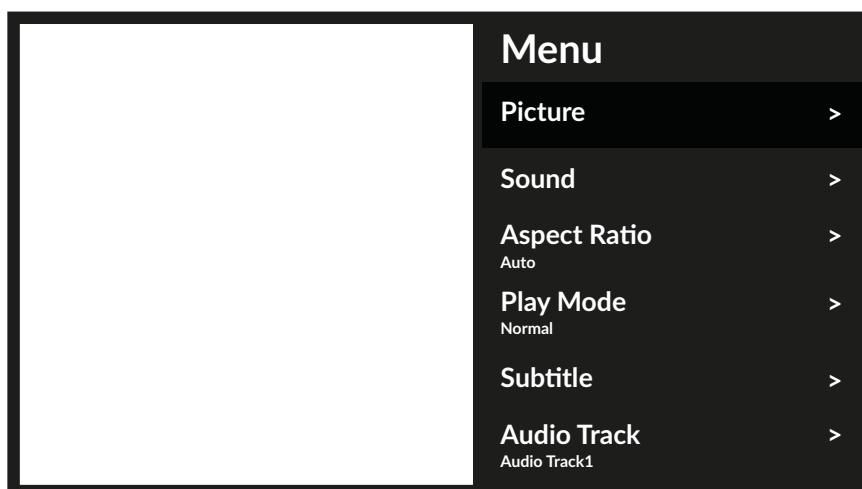 Menu
Picture >
Sound >
Aspect Ratio >
Auto
Play Mode >
Normal
Subtitle >
Audio Track >
Audio Track1